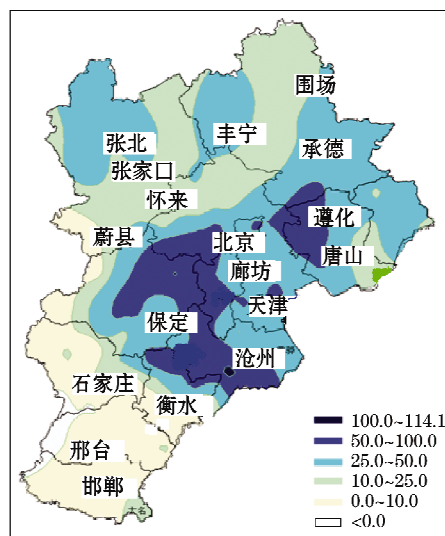 围场
丰宁
张北
承德
张家口
怀来
遵化
蔚县
北京
唐山
廊坊
天津
保定
沧州
石家庄
衡水
邢台
邯郸
大名
100.0~114.1
50.0~100.0
25.0~50.0
10.0~25.0
0.0~10.0
<0.0